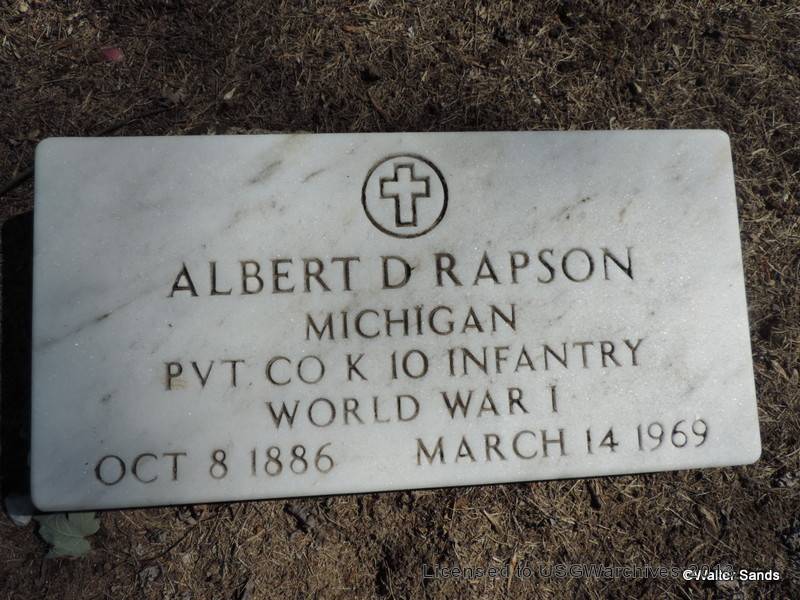 ALBERT D RAPSON
MICHIGAN
PVT CO K 10 INFANTRY
WORLD WAR I
OCT 8 1886 MARCH 14 1969
Licensed to USGWarchives 2013
©Walter Sands